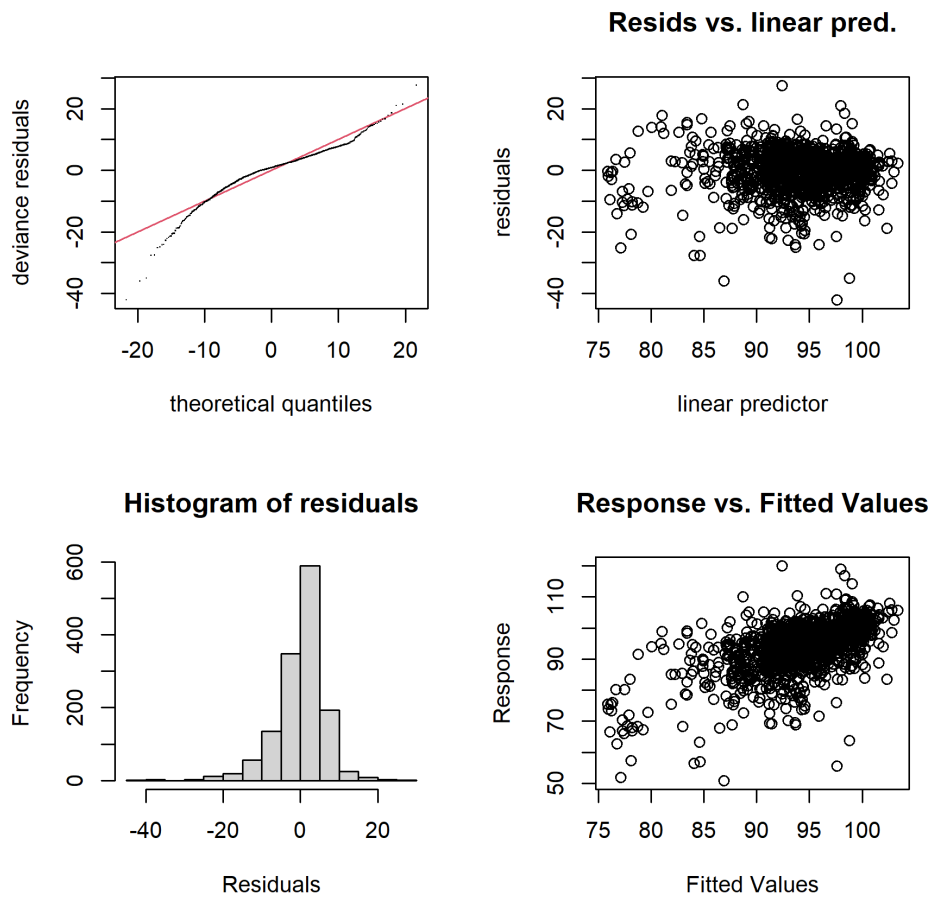 deviance residuals
20
0
-20
-40
-20 -10 0 10 20
theoretical quantiles
Resids vs. linear pred.
residuals
20
0
-20
-40
75 80 85 90 95 100
linear predictor
Histogram of residuals
Frequency
600
400
200
0
-40 -20 0 20
Residuals
Response vs. Fitted Values
Response
110
90
70
50
75 80 85 90 95 100
Fitted Values